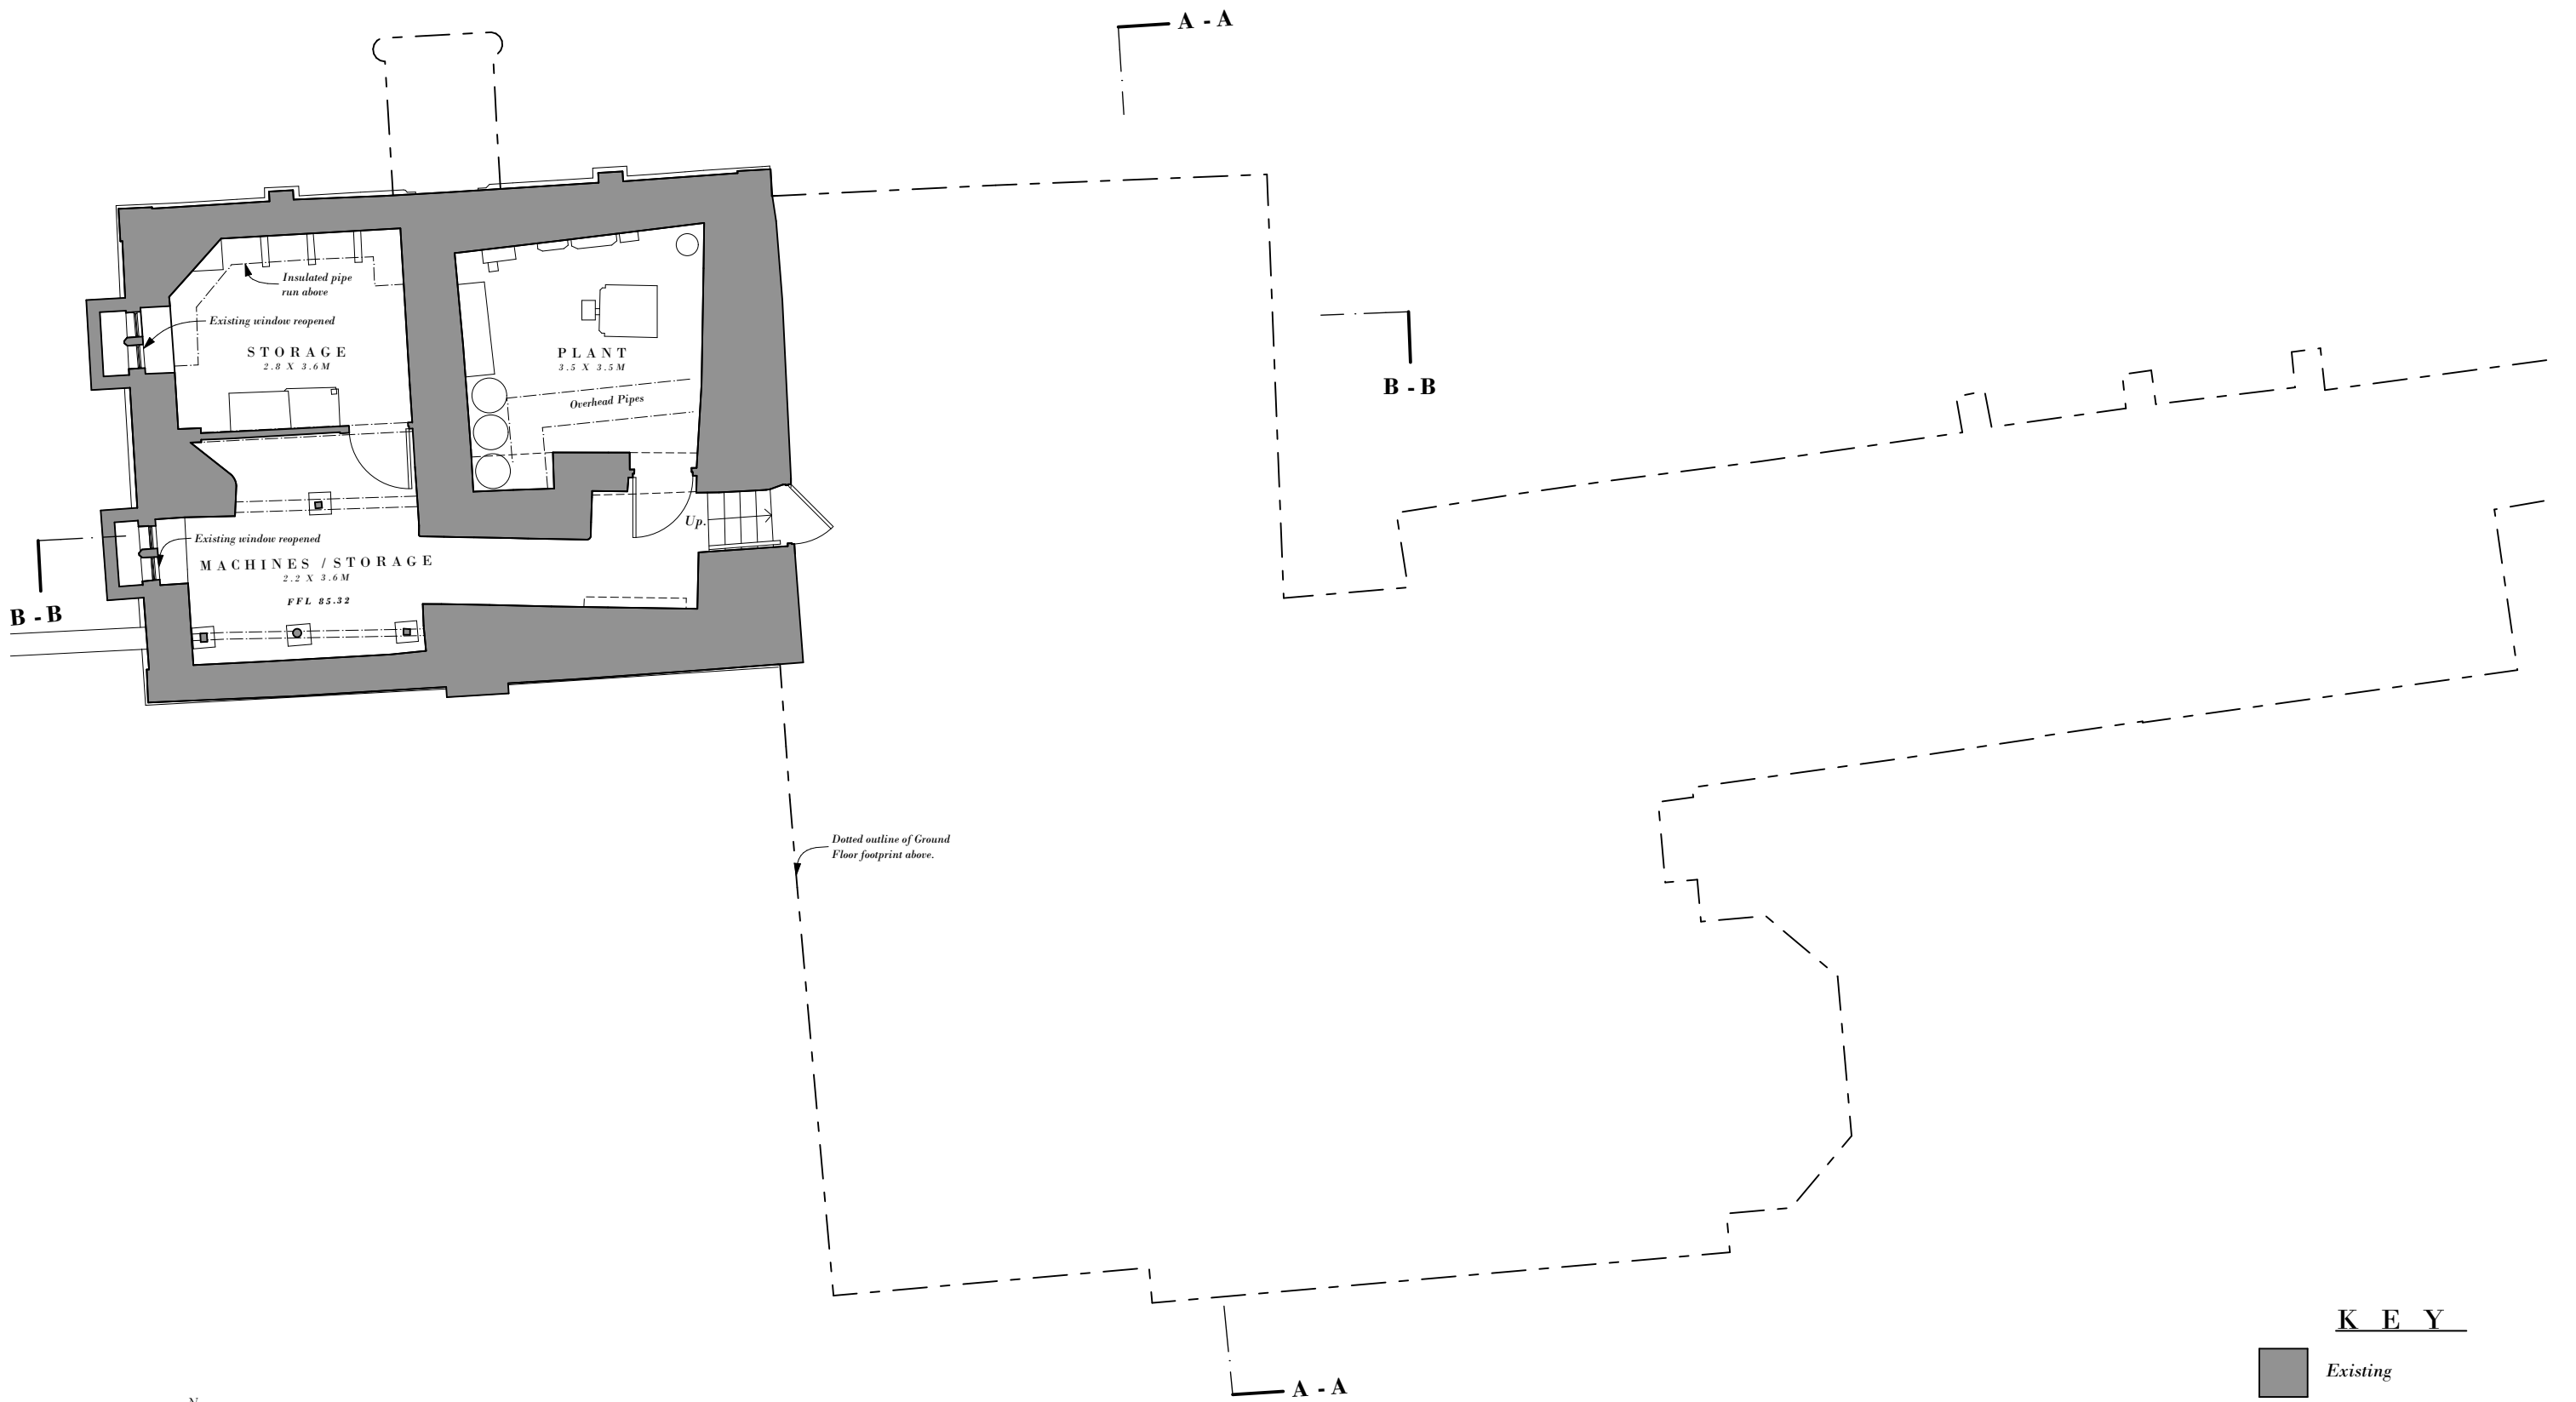 A - A
Insulated pipe
run above
Existing window reopened
STORAGE
2.8 X 3.6M
PLANT
3.5 X 3.5M
Overhead Pipes
B - B
Up.
Existing window reopened
MACHINES / STORAGE
2.2 X 3.6M
FFL 85.32
B - B
Dotted outline of Ground
Floor footprint above.
KEY
Existing
A - A